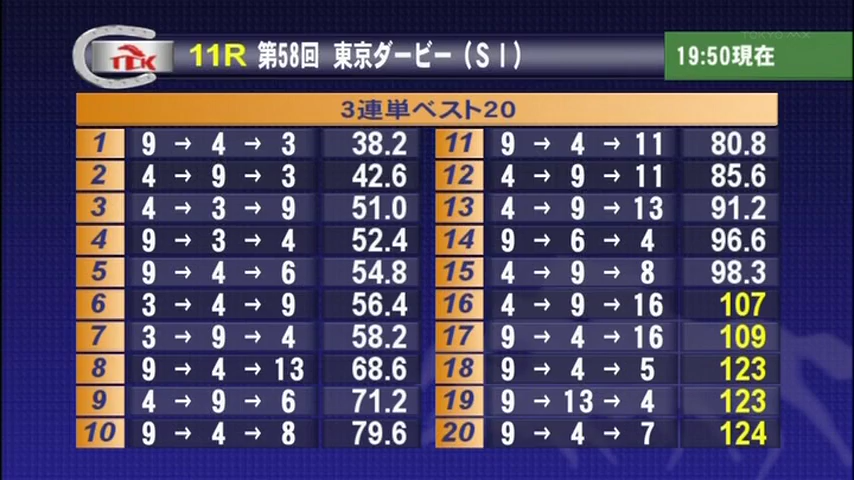 TOKYO MX
TCK
11R 第58回 東京ダービー(SⅠ)
19:50現在
3連単ベスト20
1 9 → 4 → 3 38.2
2 4 → 9 → 3 42.6
3 4 → 3 → 9 51.0
4 9 → 3 → 4 52.4
5 9 → 4 → 6 54.8
6 3 → 4 → 9 56.4
7 3 → 9 → 4 58.2
8 9 → 4 → 13 68.6
9 4 → 9 → 6 71.2
10 9 → 4 → 8 79.6
11 9 → 4 → 11 80.8
12 4 → 9 → 11 85.6
13 4 → 9 → 13 91.2
14 9 → 6 → 4 96.6
15 4 → 9 → 8 98.3
16 4 → 9 → 16 107
17 9 → 4 → 16 109
18 9 → 4 → 5 123
19 9 → 13 → 4 123
20 9 → 4 → 7 124